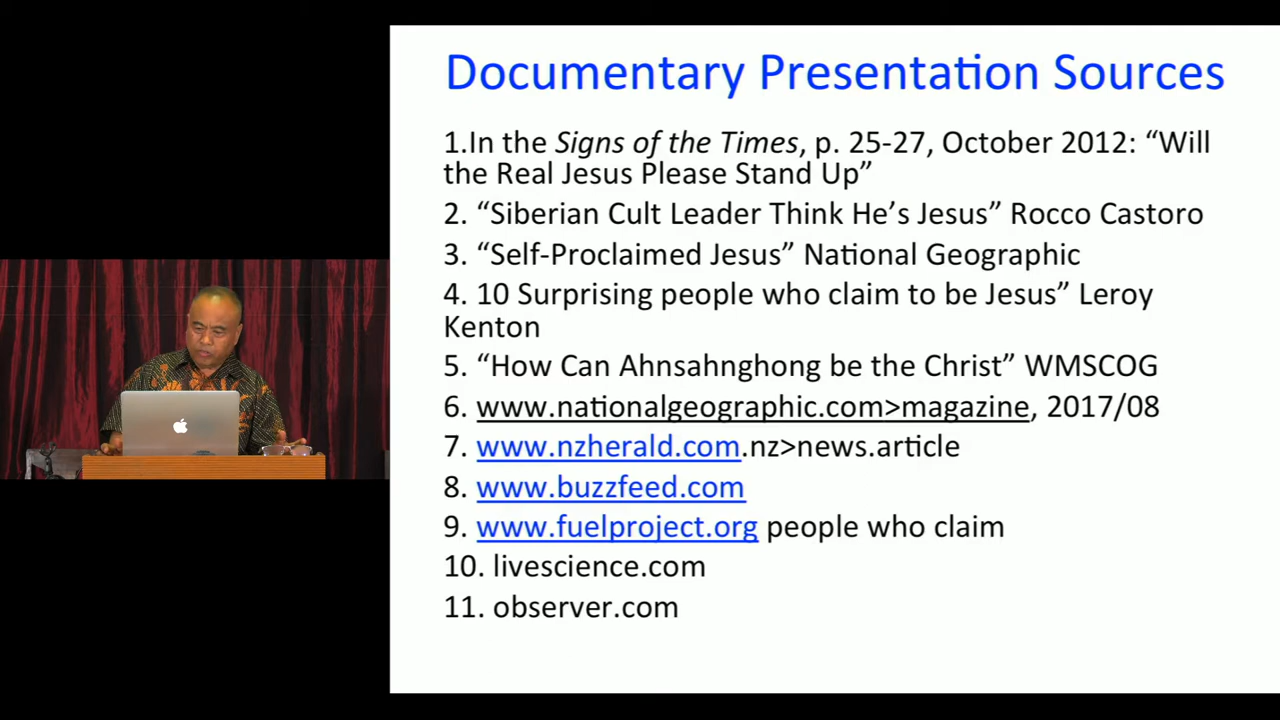 Documentary Presentation Sources
1.In the Signs of the Times, p. 25-27, October 2012: “Will
the Real Jesus Please Stand Up”
2. “Siberian Cult Leader Think He’s Jesus” Rocco Castoro
3. “Self-Proclaimed Jesus” National Geographic
4. 10 Surprising people who claim to be Jesus” Leroy
Kenton
5. “How Can Ahnsahnghong be the Christ” WMSCOG
6. www.nationalgeographic.com>magazine, 2017/08
7. www.nzherald.com.nz>news.article
8. www.buzzfeed.com
9. www.fuelproject.org people who claim
10. livescience.com
11. observer.com